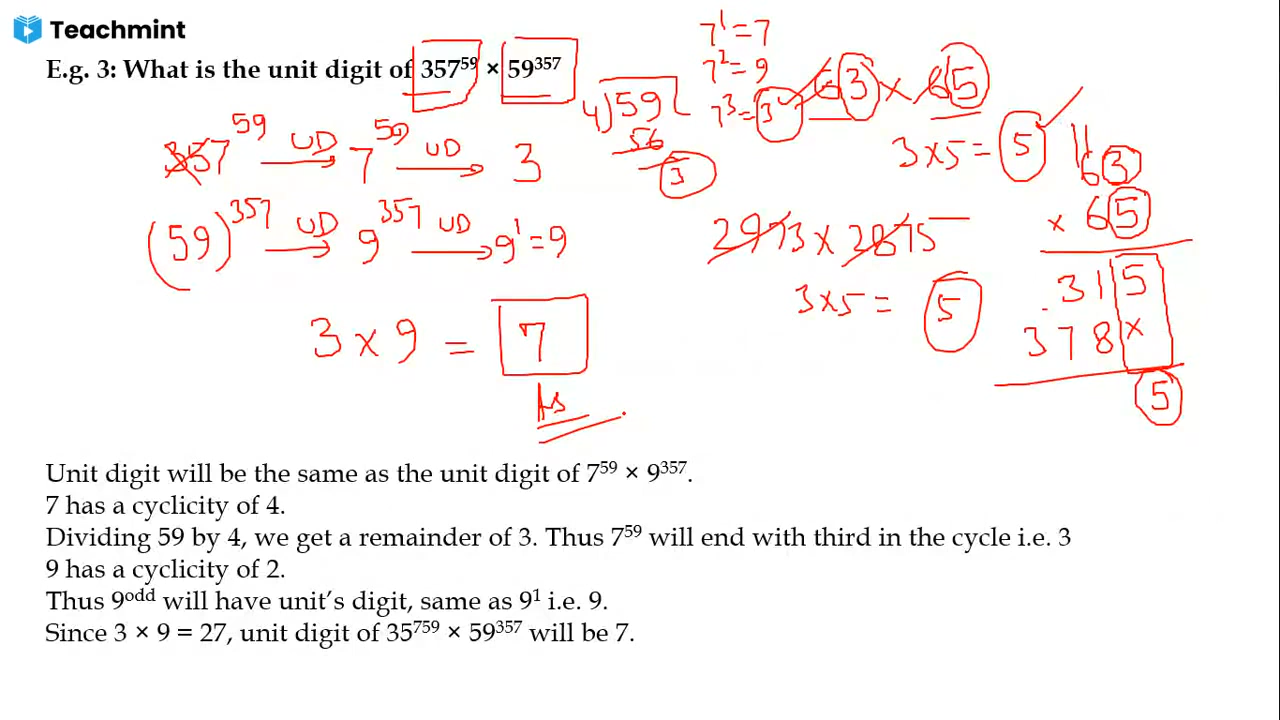 Teachmint
E.g. 3: What is the unit digit of 357⁵⁹ × 59³⁵⁷
7¹ = 7
7² = 9
7³ = 3
63 × 65
3 × 5 = 5
4)59
56
3
357⁵⁹ UD→ 7⁵⁹ UD→ 3
(59)³⁵⁷ UD→ 9³⁵⁷ UD→ 9¹ = 9
3 × 9 = 7
As
2973 × 2875
3 × 5 = 5
63
× 65
315
378×
5
Unit digit will be the same as the unit digit of 7⁵⁹ × 9³⁵⁷.
7 has a cyclicity of 4.
Dividing 59 by 4, we get a remainder of 3. Thus 7⁵⁹ will end with third in the cycle i.e. 3
9 has a cyclicity of 2.
Thus 9ᵒᵈᵈ will have unit’s digit, same as 9¹ i.e. 9.
Since 3 × 9 = 27, unit digit of 35⁷⁵⁹ × 59³⁵⁷ will be 7.